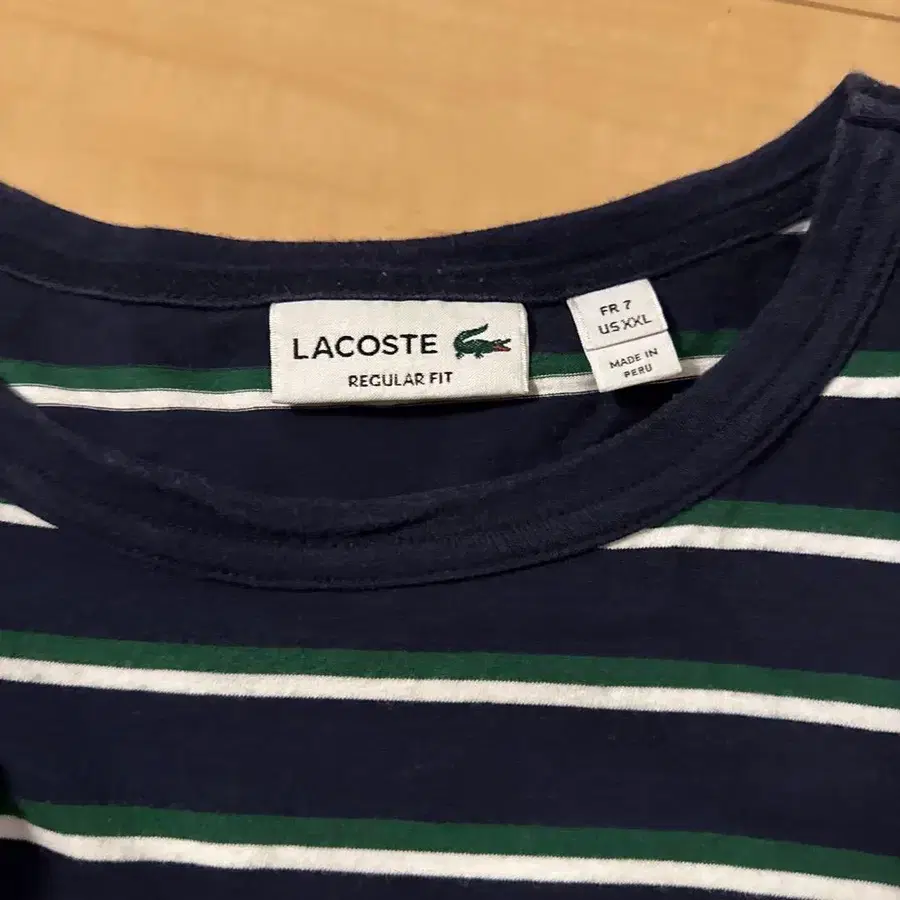 LACOSTE
REGULAR FIT
FR 7
US XXL
MADE IN
PERU